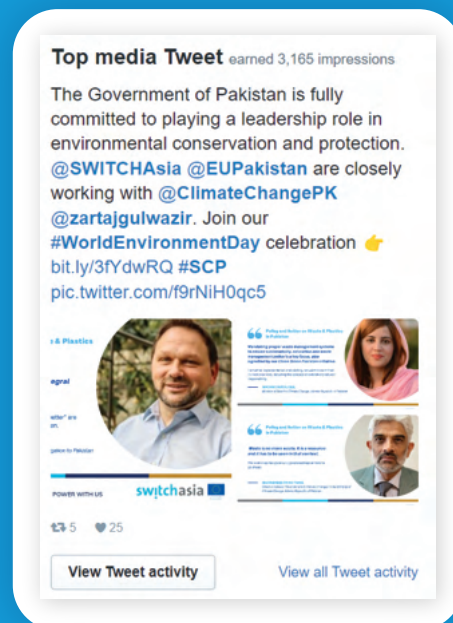 Top media Tweet earned 3,165 impressions
The Government of Pakistan is fully
committed to playing a leadership role in
environmental conservation and protection.
@SWITCHAsia @EUPakistan are closely
working with @ClimateChangePK
@zartajgulwazir. Join our
#WorldEnvironmentDay celebration 👉
bit.ly/3fYdwRQ #SCP
pic.twitter.com/f9rNiH0qc5
& Plastics
egral
POWER WITH US
switchasia
Policy and Action on Waste & Plastics
in Pakistan
Policy and Action on Waste & Plastics
in Pakistan
5 25
View Tweet activity
View all Tweet activity